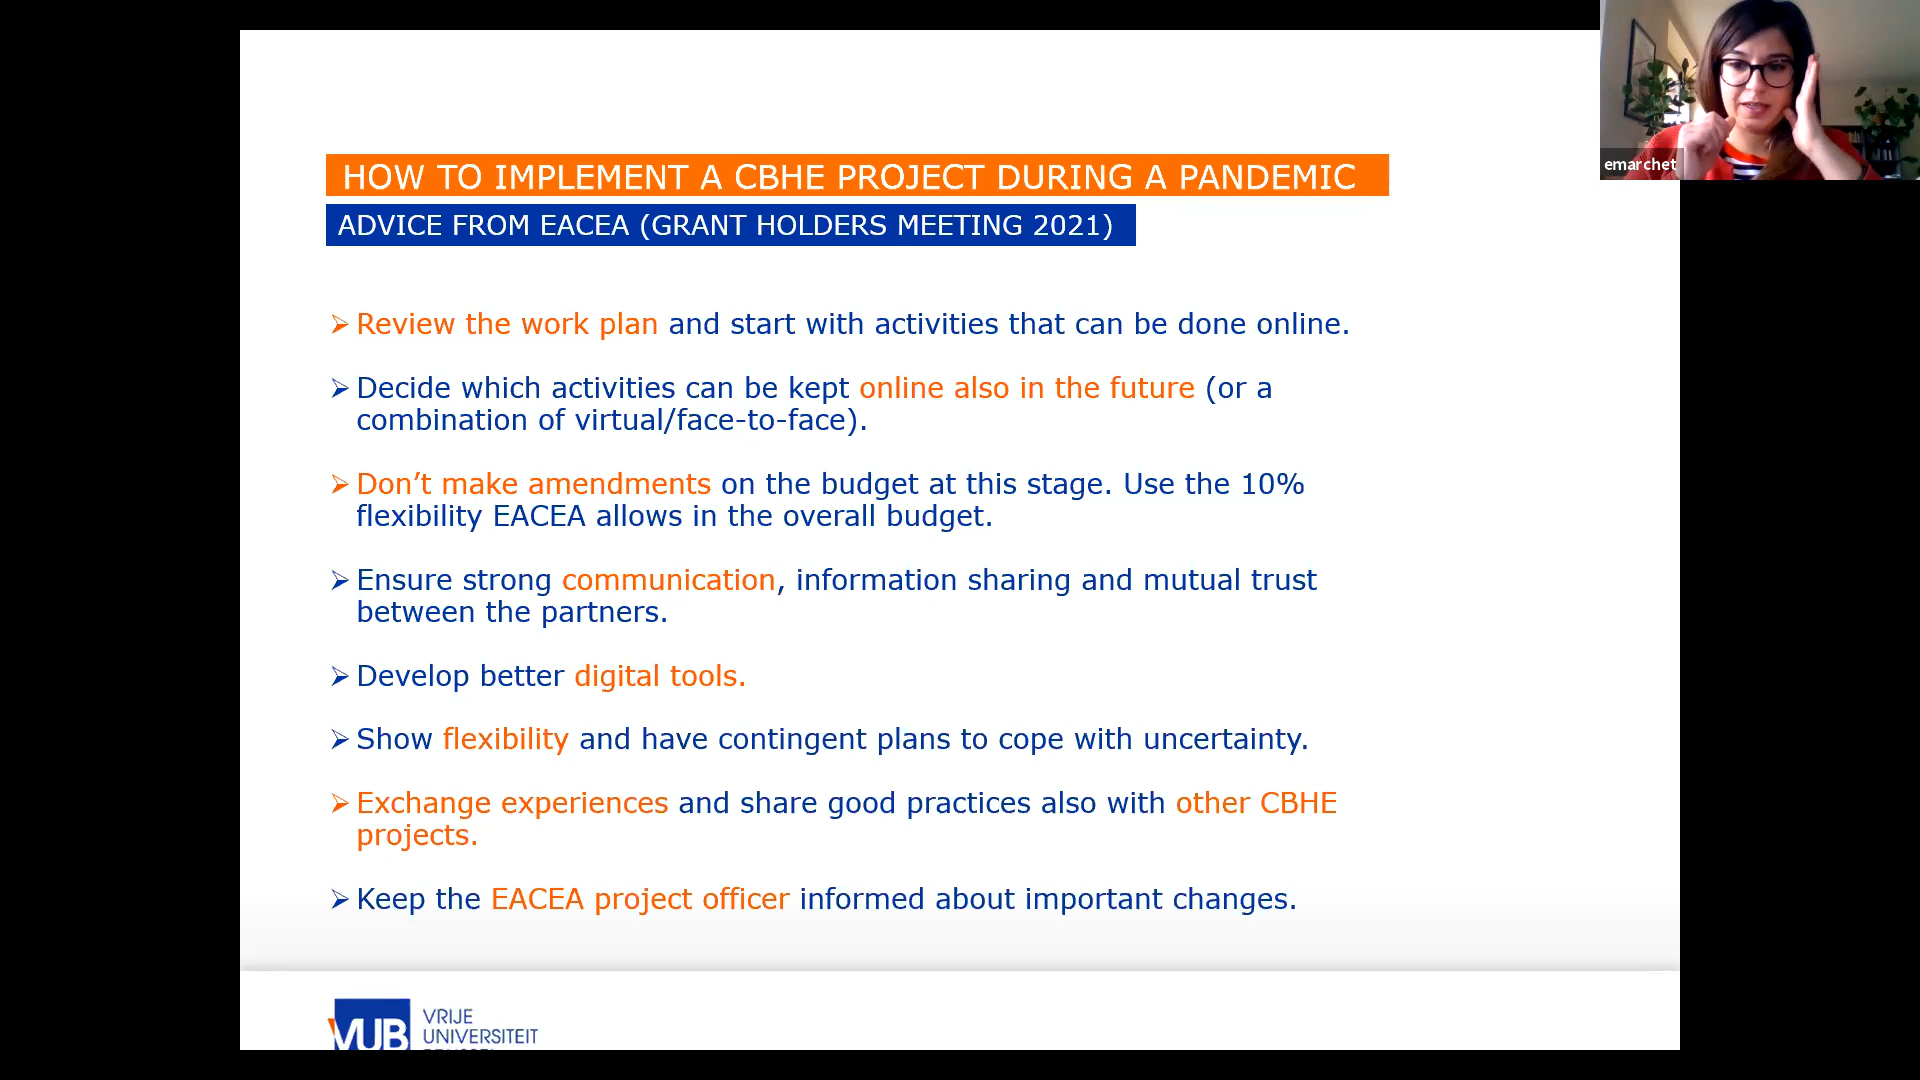 HOW TO IMPLEMENT A CBHE PROJECT DURING A PANDEMIC
ADVICE FROM EACEA (GRANT HOLDERS MEETING 2021)
➢ Review the work plan and start with activities that can be done online.
➢ Decide which activities can be kept online also in the future (or a
combination of virtual/face-to-face).
➢ Don’t make amendments on the budget at this stage. Use the 10%
flexibility EACEA allows in the overall budget.
➢ Ensure strong communication, information sharing and mutual trust
between the partners.
➢ Develop better digital tools.
➢ Show flexibility and have contingent plans to cope with uncertainty.
➢ Exchange experiences and share good practices also with other CBHE
projects.
➢ Keep the EACEA project officer informed about important changes.
VUB
VRIJE
UNIVERSITEIT
emarchet